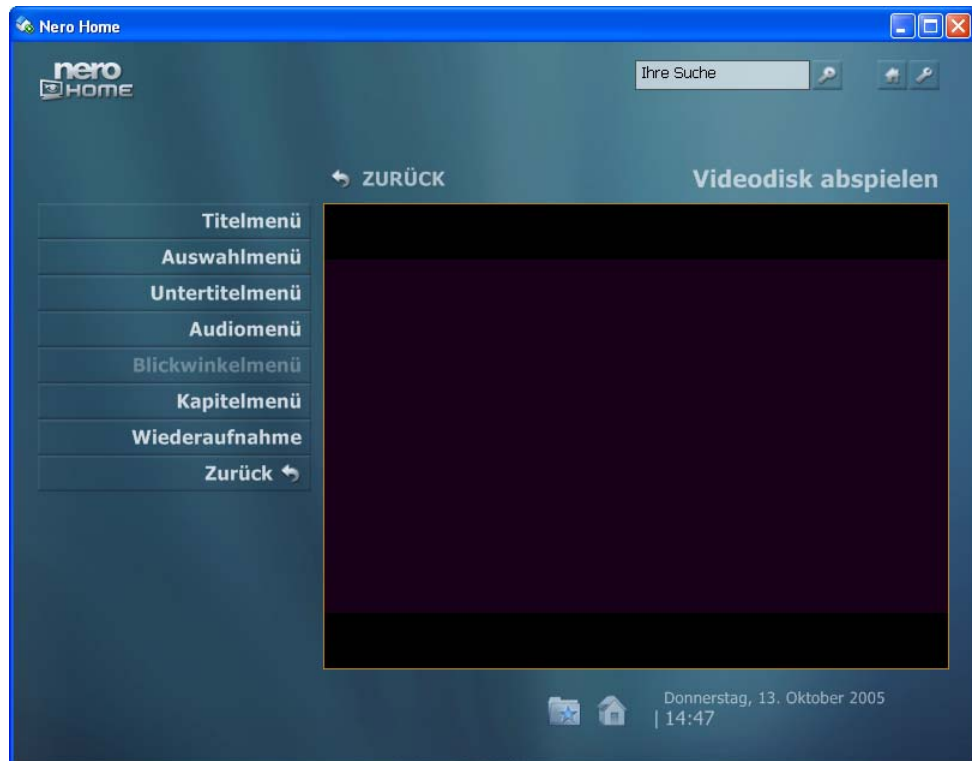 Nero Home
nero
HOME
Ihre Suche
ZURÜCK
Videodisk abspielen
Titelmenü
Auswahlmenü
Untertitelmenü
Audiomenü
Blickwinkelmenü
Kapitelmenü
Wiederaufnahme
Zurück
Donnerstag, 13. Oktober 2005
| 14:47